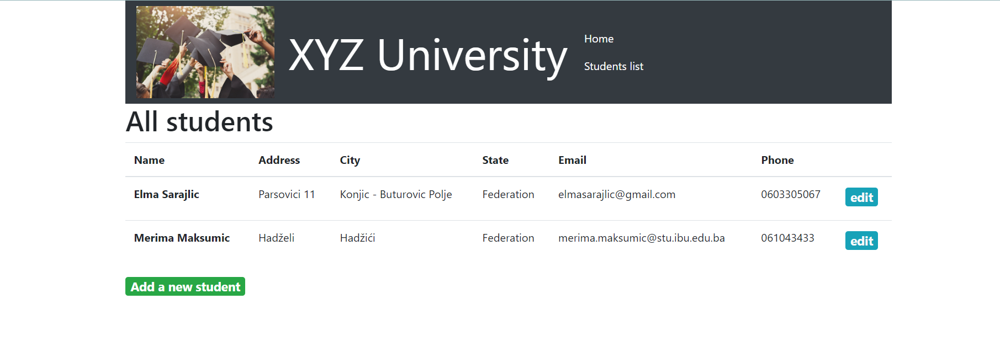 XYZ University
Home
Students list
All students
Name Address City State Email Phone
Elma Sarajlic Parsovici 11 Konjic - Buturovic Polje Federation elmasarajlic@gmail.com 0603305067 edit
Merima Maksumic Hadželi Hadžići Federation merima.maksumic@stu.ibu.edu.ba 061043433 edit
Add a new student